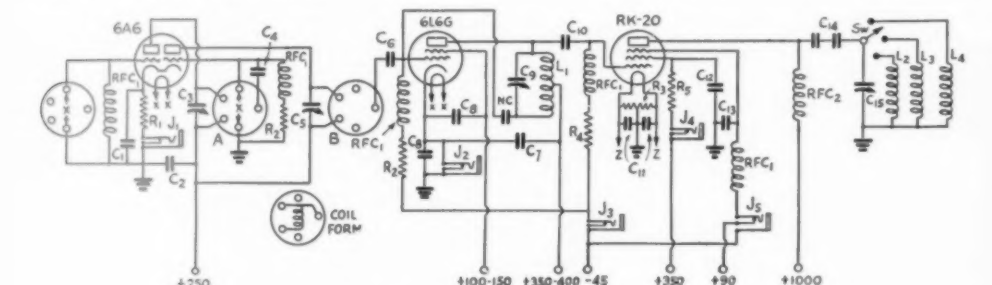 6A6
C4
RFC1
C5
RFC
C3
R1
J1
A
C1
C2
R2
B
COIL
FORM
+250
C6
6L6G
RFC1
R2
C8
C8
J2
C9
NC
L1
C7
C10
RFC1
R4
J3
+100-150
+350-400
-45
RK-20
R3
R5
C12
C13
J4
Z
C11
Z
RFC1
J5
+350
+90
RFC2
+1000
C14
SW
C15
L2
L3
L4